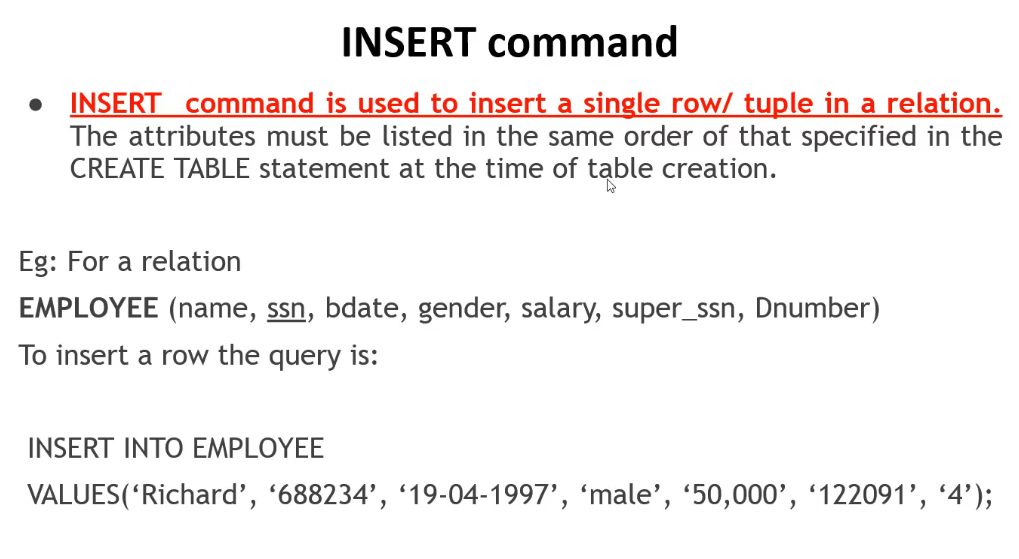 INSERT command
● INSERT command is used to insert a single row/ tuple in a relation.
The attributes must be listed in the same order of that specified in the
CREATE TABLE statement at the time of table creation.
Eg: For a relation
EMPLOYEE (name, ssn, bdate, gender, salary, super_ssn, Dnumber)
To insert a row the query is:
INSERT INTO EMPLOYEE
VALUES(‘Richard’, ‘688234’, ‘19-04-1997’, ‘male’, ‘50,000’, ‘122091’, ‘4’);